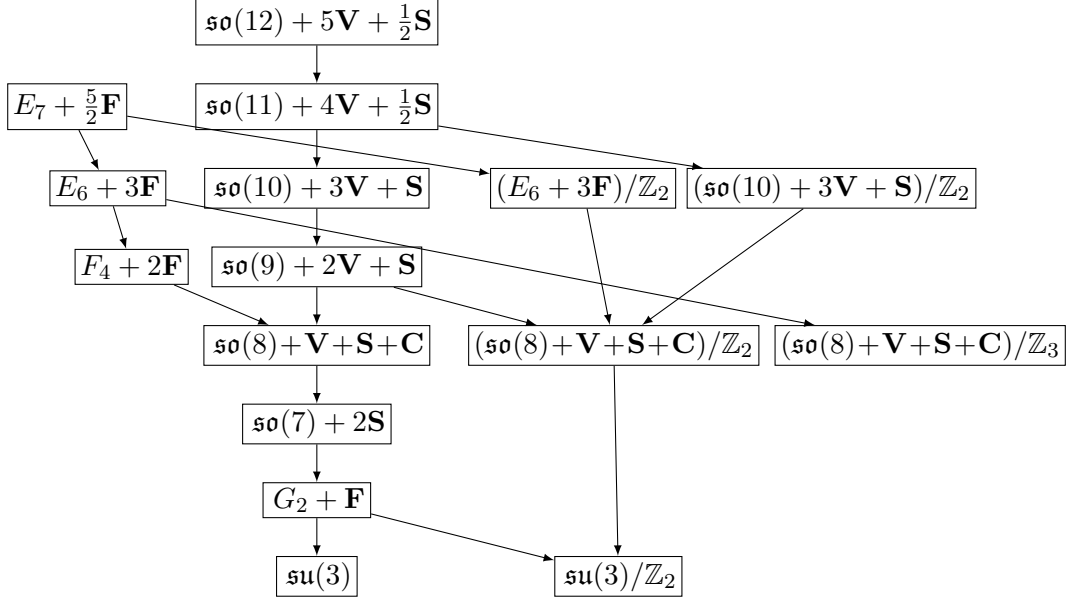 𝔰𝔬(12) + 5𝐕 + ½𝐒
E₇ + 5/2 𝐅
𝔰𝔬(11) + 4𝐕 + ½𝐒
E₆ + 3𝐅
𝔰𝔬(10) + 3𝐕 + 𝐒
(E₆ + 3𝐅)/ℤ₂
(𝔰𝔬(10) + 3𝐕 + 𝐒)/ℤ₂
F₄ + 2𝐅
𝔰𝔬(9) + 2𝐕 + 𝐒
𝔰𝔬(8)+𝐕+𝐒+𝐂
(𝔰𝔬(8)+𝐕+𝐒+𝐂)/ℤ₂
(𝔰𝔬(8)+𝐕+𝐒+𝐂)/ℤ₃
𝔰𝔬(7) + 2𝐒
G₂ + 𝐅
𝔰𝔲(3)
𝔰𝔲(3)/ℤ₂